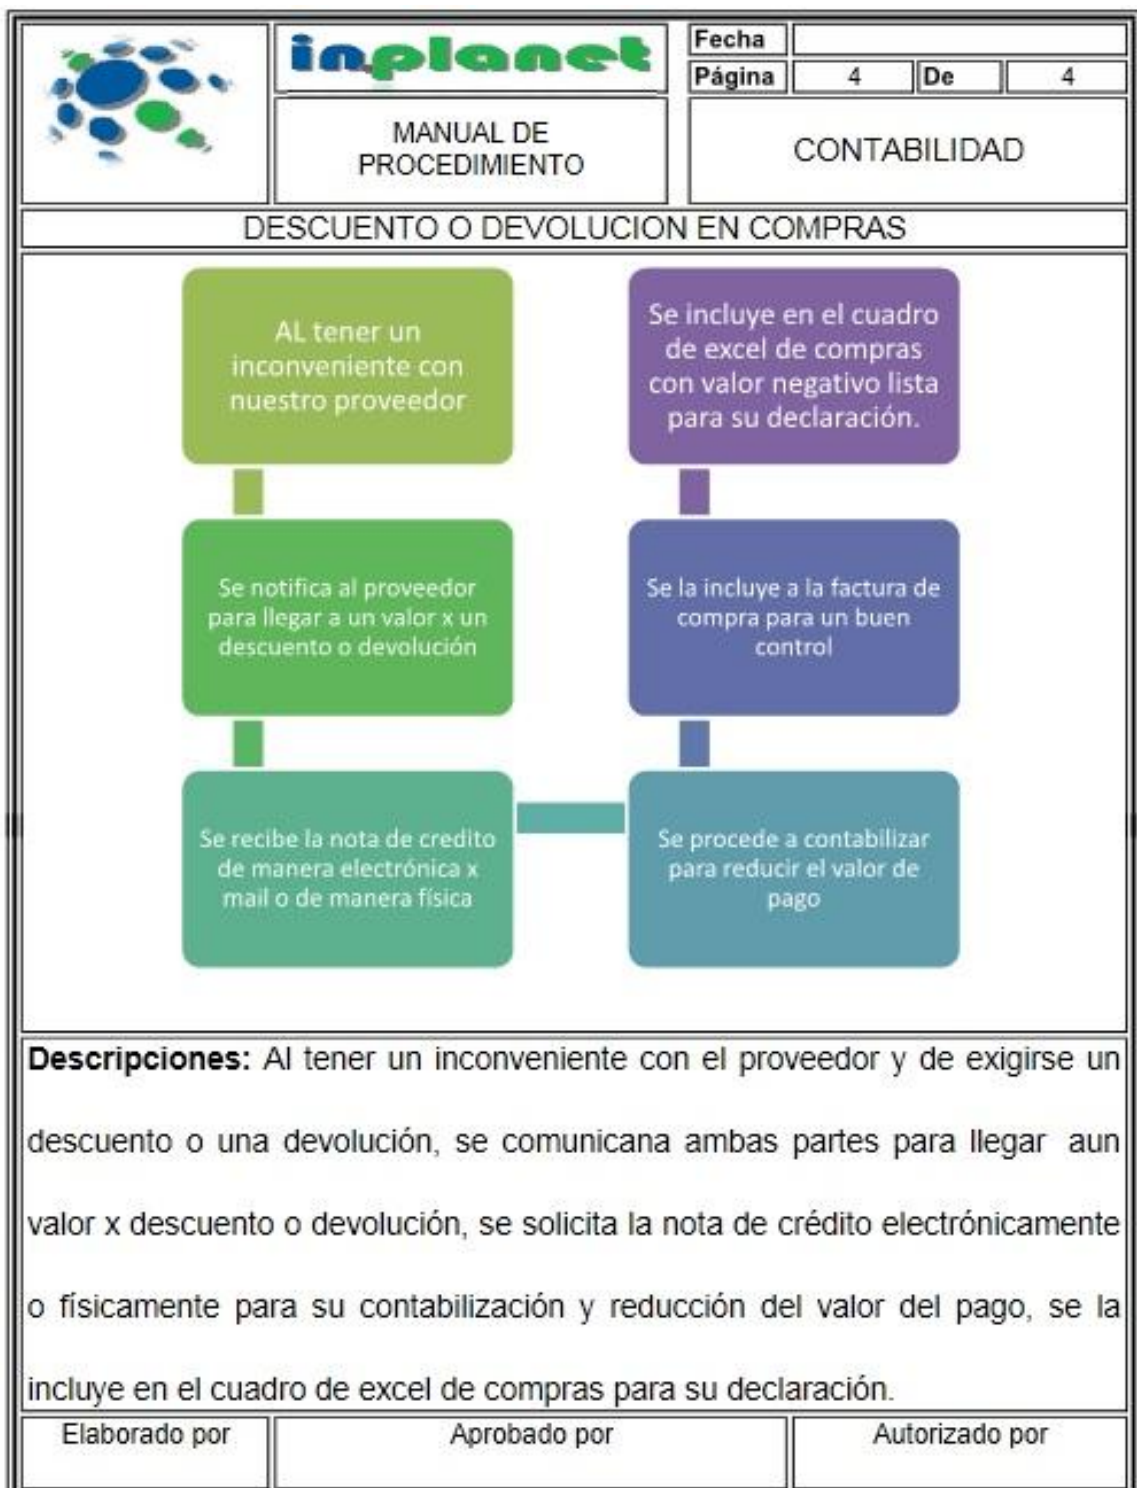 inplanet
Fecha
Página 4 De 4
MANUAL DE
PROCEDIMIENTO
CONTABILIDAD
DESCUENTO O DEVOLUCION EN COMPRAS
AL tener un
inconveniente con
nuestro proveedor
Se notifica al proveedor
para llegar a un valor x un
descuento o devolución
Se recibe la nota de credito
de manera electrónica x
mail o de manera física
Se procede a contabilizar
para reducir el valor de
pago
Se la incluye a la factura de
compra para un buen
control
Se incluye en el cuadro
de excel de compras
con valor negativo lista
para su declaración.
Descripciones: Al tener un inconveniente con el proveedor y de exigirse un
descuento o una devolución, se comunicana ambas partes para llegar aun
valor x descuento o devolución, se solicita la nota de crédito electrónicamente
o físicamente para su contabilización y reducción del valor del pago, se la
incluye en el cuadro de excel de compras para su declaración.
Elaborado por
Aprobado por
Autorizado por